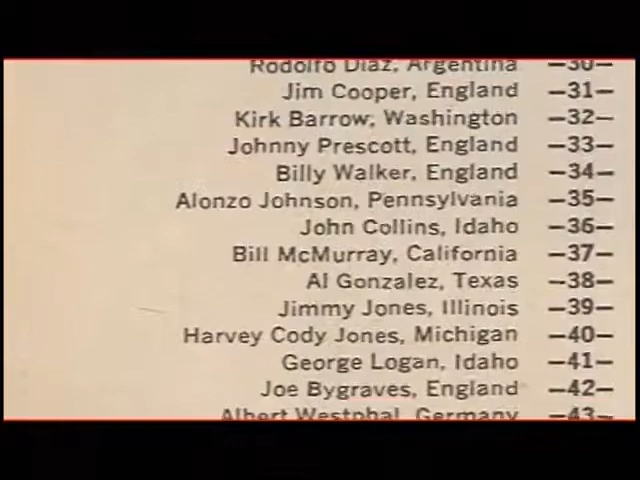 Rodolfo Diaz, Argentina —30—
Jim Cooper, England —31—
Kirk Barrow, Washington —32—
Johnny Prescott, England —33—
Billy Walker, England —34—
Alonzo Johnson, Pennsylvania —35—
John Collins, Idaho —36—
Bill McMurray, California —37—
Al Gonzalez, Texas —38—
Jimmy Jones, Illinois —39—
Harvey Cody Jones, Michigan —40—
George Logan, Idaho —41—
Joe Bygraves, England —42—
Albert Westphal, Germany —43—